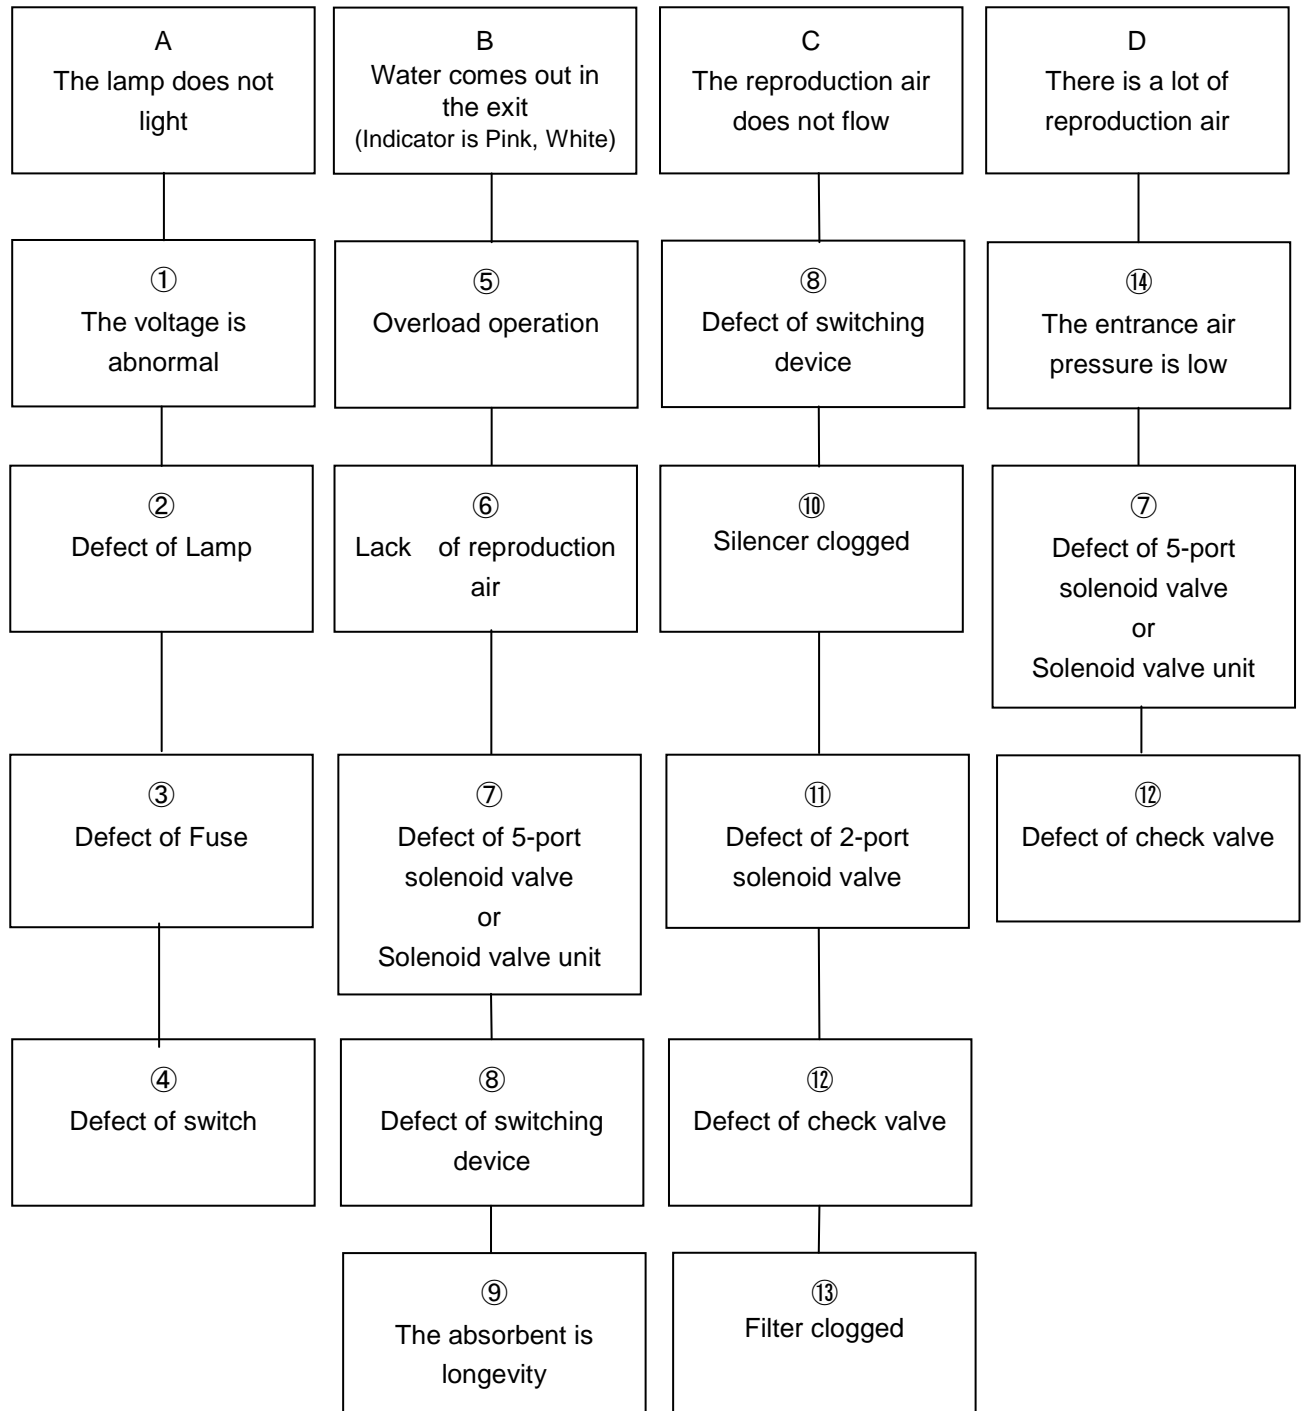 A
The lamp does not
light
①
The voltage is
abnormal
②
Defect of Lamp
③
Defect of Fuse
④
Defect of switch
B
Water comes out in
the exit
(Indicator is Pink, White)
⑤
Overload operation
⑥
Lack of reproduction
air
⑦
Defect of 5-port
solenoid valve
or
Solenoid valve unit
⑧
Defect of switching
device
⑨
The absorbent is
longevity
C
The reproduction air
does not flow
⑧
Defect of switching
device
⑩
Silencer clogged
⑪
Defect of 2-port
solenoid valve
⑫
Defect of check valve
⑬
Filter clogged
D
There is a lot of
reproduction air
⑭
The entrance air
pressure is low
⑦
Defect of 5-port
solenoid valve
or
Solenoid valve unit
⑫
Defect of check valve